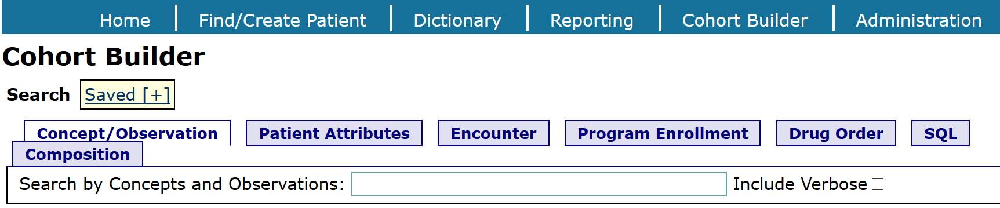 Home Find/Create Patient Dictionary Reporting Cohort Builder Administration
Cohort Builder
Search Saved [+]
Concept/Observation Patient Attributes Encounter Program Enrollment Drug Order SQL
Composition
Search by Concepts and Observations: Include Verbose